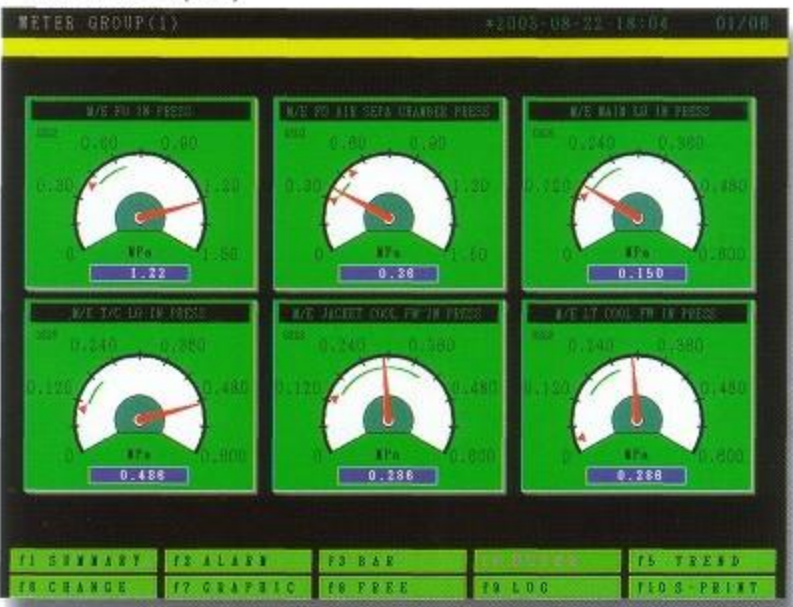 METER GROUP(1) *2003-08-22 18:04 01/06
M/E FO IN PRESS
0.30 0.60 0.90 1.20
0 MPa 1.50
1.22
M/E FO AIR SEPA CHAMBER PRESS
0.30 0.60 0.90 1.20
0 MPa 1.50
0.36
M/E MAIN LO IN PRESS
0.120 0.240 0.360 0.480
0 MPa 0.600
0.150
M/E T/C LO IN PRESS
0.120 0.240 0.360 0.480
0 MPa 0.600
0.486
M/E JACKET COOL FW IN PRESS
0.120 0.240 0.360 0.480
0 MPa 0.600
0.286
M/E LT COOL FW IN PRESS
0.120 0.240 0.360 0.480
0 MPa 0.600
0.286
f1 SUMMARY f2 ALARM f3 BAR f5 TREND
f6 CHANGE f7 GRAPHIC f8 FREE f9 LOG f10 S-PRINT